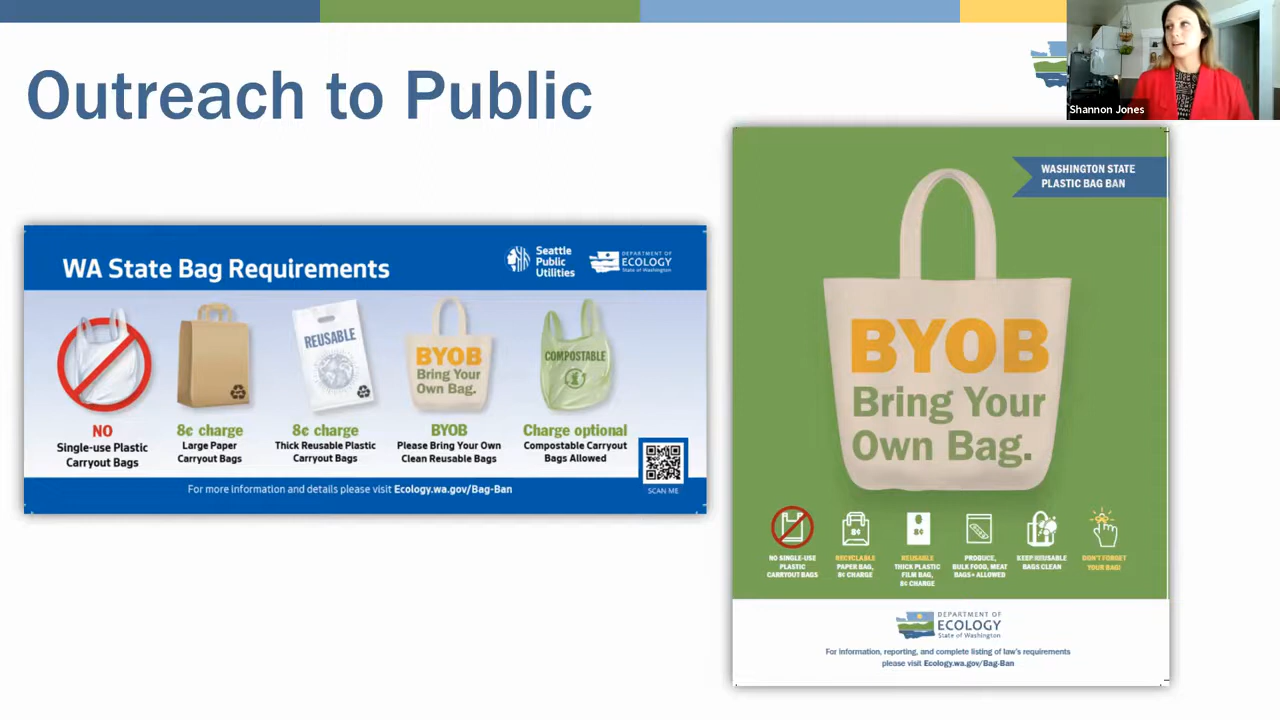 Outreach to Public
Shannon Jones
WA State Bag Requirements
Seattle
Public
Utilities
DEPARTMENT OF
ECOLOGY
State of Washington
REUSABLE
BYOB
Bring Your
Own Bag.
COMPOSTABLE
NO
Single-use Plastic
Carryout Bags
8¢ charge
Large Paper
Carryout Bags
8¢ charge
Thick Reusable Plastic
Carryout Bags
BYOB
Please Bring Your Own
Clean Reusable Bags
Charge optional
Compostable Carryout
Bags Allowed
SCAN ME
For more information and details please visit Ecology.wa.gov/Bag-Ban
WASHINGTON STATE
PLASTIC BAG BAN
BYOB
Bring Your
Own Bag.
8¢
8¢
NO SINGLE-USE
PLASTIC
CARRYOUT BAGS
RECYCLABLE
PAPER BAG,
8¢ CHARGE
REUSABLE
THICK PLASTIC
FILM BAG,
8¢ CHARGE
PRODUCE,
BULK FOOD, MEAT
BAGS+ ALLOWED
KEEP REUSABLE
BAGS CLEAN
DON'T FORGET
YOUR BAG!
DEPARTMENT OF
ECOLOGY
State of Washington
For information, reporting, and complete listing of law's requirements
please visit Ecology.wa.gov/Bag-Ban